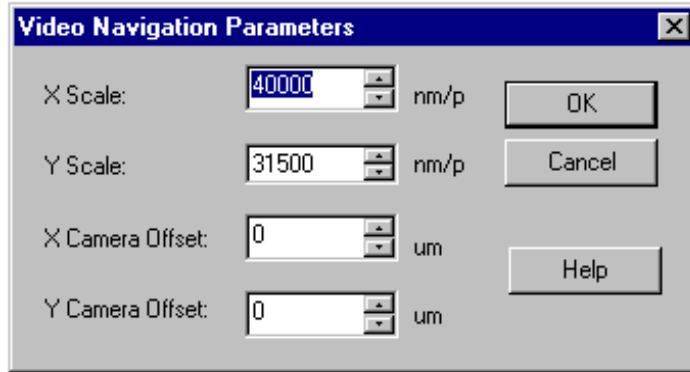 Video Navigation Parameters
X Scale: 40000 nm/p OK
Y Scale: 31500 nm/p Cancel
X Camera Offset: 0 um
Help
Y Camera Offset: 0 um